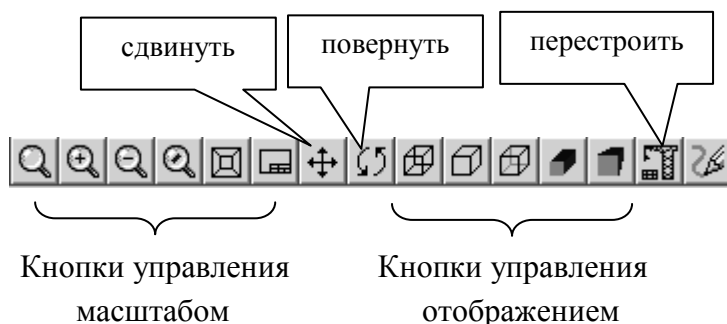 сдвинуть
повернуть
перестроить
Кнопки управления
масштабом
Кнопки управления
отображением